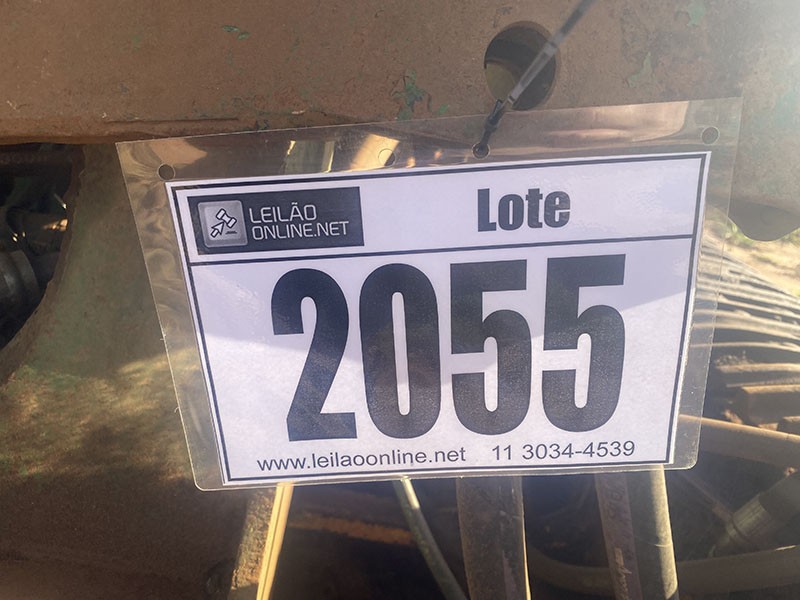 LEILÃO
ONLINE.NET
Lote
2055
www.leilaoonline.net 11 3034-4539